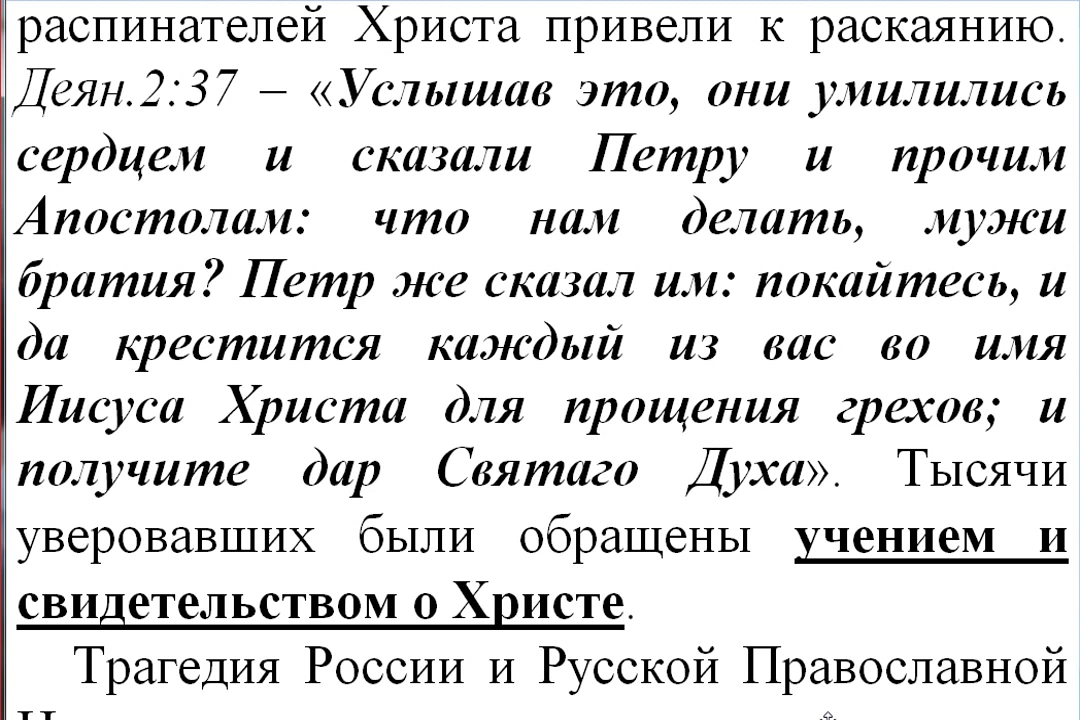 распинателей Христа привели к раскаянию.
Деян.2:37 – «Услышав это, они умилились
сердцем и сказали Петру и прочим
Апостолам: что нам делать, мужи
братия? Петр же сказал им: покайтесь, и
да крестится каждый из вас во имя
Иисуса Христа для прощения грехов; и
получите дар Святаго Духа». Тысячи
уверовавших были обращены учением и
свидетельством о Христе.
Трагедия России и Русской Православной